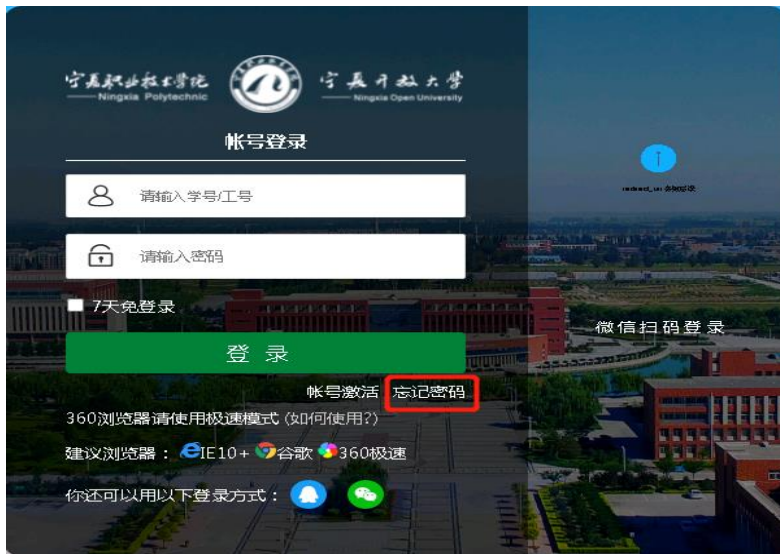 宁夏职业技术学院
Ningxia Polytechnic
宁夏开放大学
Ningxia Open University
帐号登录
请输入学号/工号
请输入密码
7天免登录
登 录
帐号激活 忘记密码
360浏览器请使用极速模式 (如何使用?)
建议浏览器： IE10+ 谷歌 360极速
你还可以用以下登录方式：
微信扫码登录